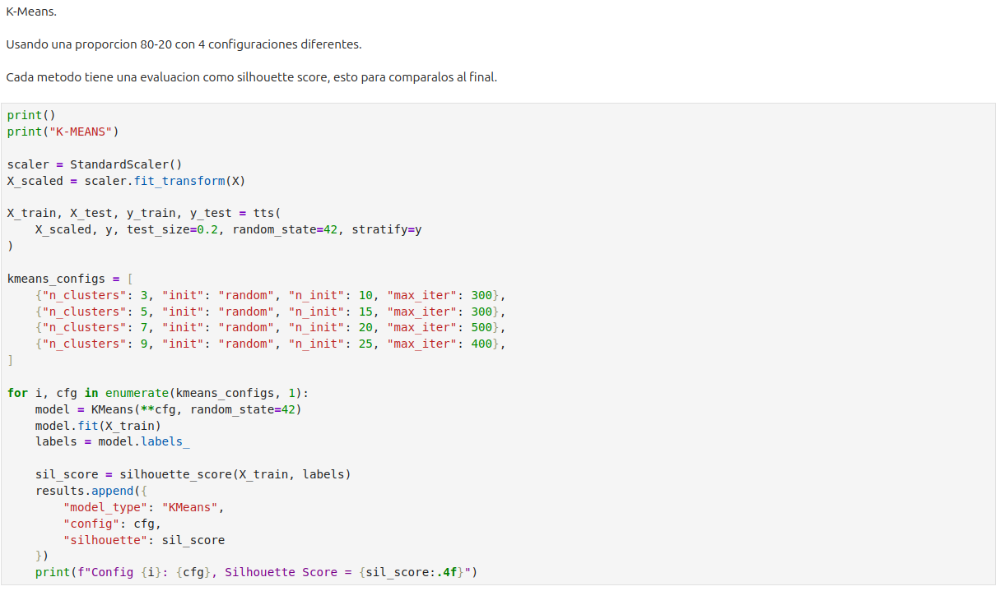 K-Means.
Usando una proporcion 80-20 con 4 configuraciones diferentes.
Cada metodo tiene una evaluacion como silhouette score, esto para comparalos al final.
print()
print("K-MEANS")
scaler = StandardScaler()
X_scaled = scaler.fit_transform(X)
X_train, X_test, y_train, y_test = tts(
    X_scaled, y, test_size=0.2, random_state=42, stratify=y
)
kmeans_configs = [
    {"n_clusters": 3, "init": "random", "n_init": 10, "max_iter": 300},
    {"n_clusters": 5, "init": "random", "n_init": 15, "max_iter": 300},
    {"n_clusters": 7, "init": "random", "n_init": 20, "max_iter": 500},
    {"n_clusters": 9, "init": "random", "n_init": 25, "max_iter": 400},
]
for i, cfg in enumerate(kmeans_configs, 1):
    model = KMeans(**cfg, random_state=42)
    model.fit(X_train)
    labels = model.labels_
    sil_score = silhouette_score(X_train, labels)
    results.append({
        "model_type": "KMeans",
        "config": cfg,
        "silhouette": sil_score
    })
    print(f"Config {i}: {cfg}, Silhouette Score = {sil_score:.4f}")